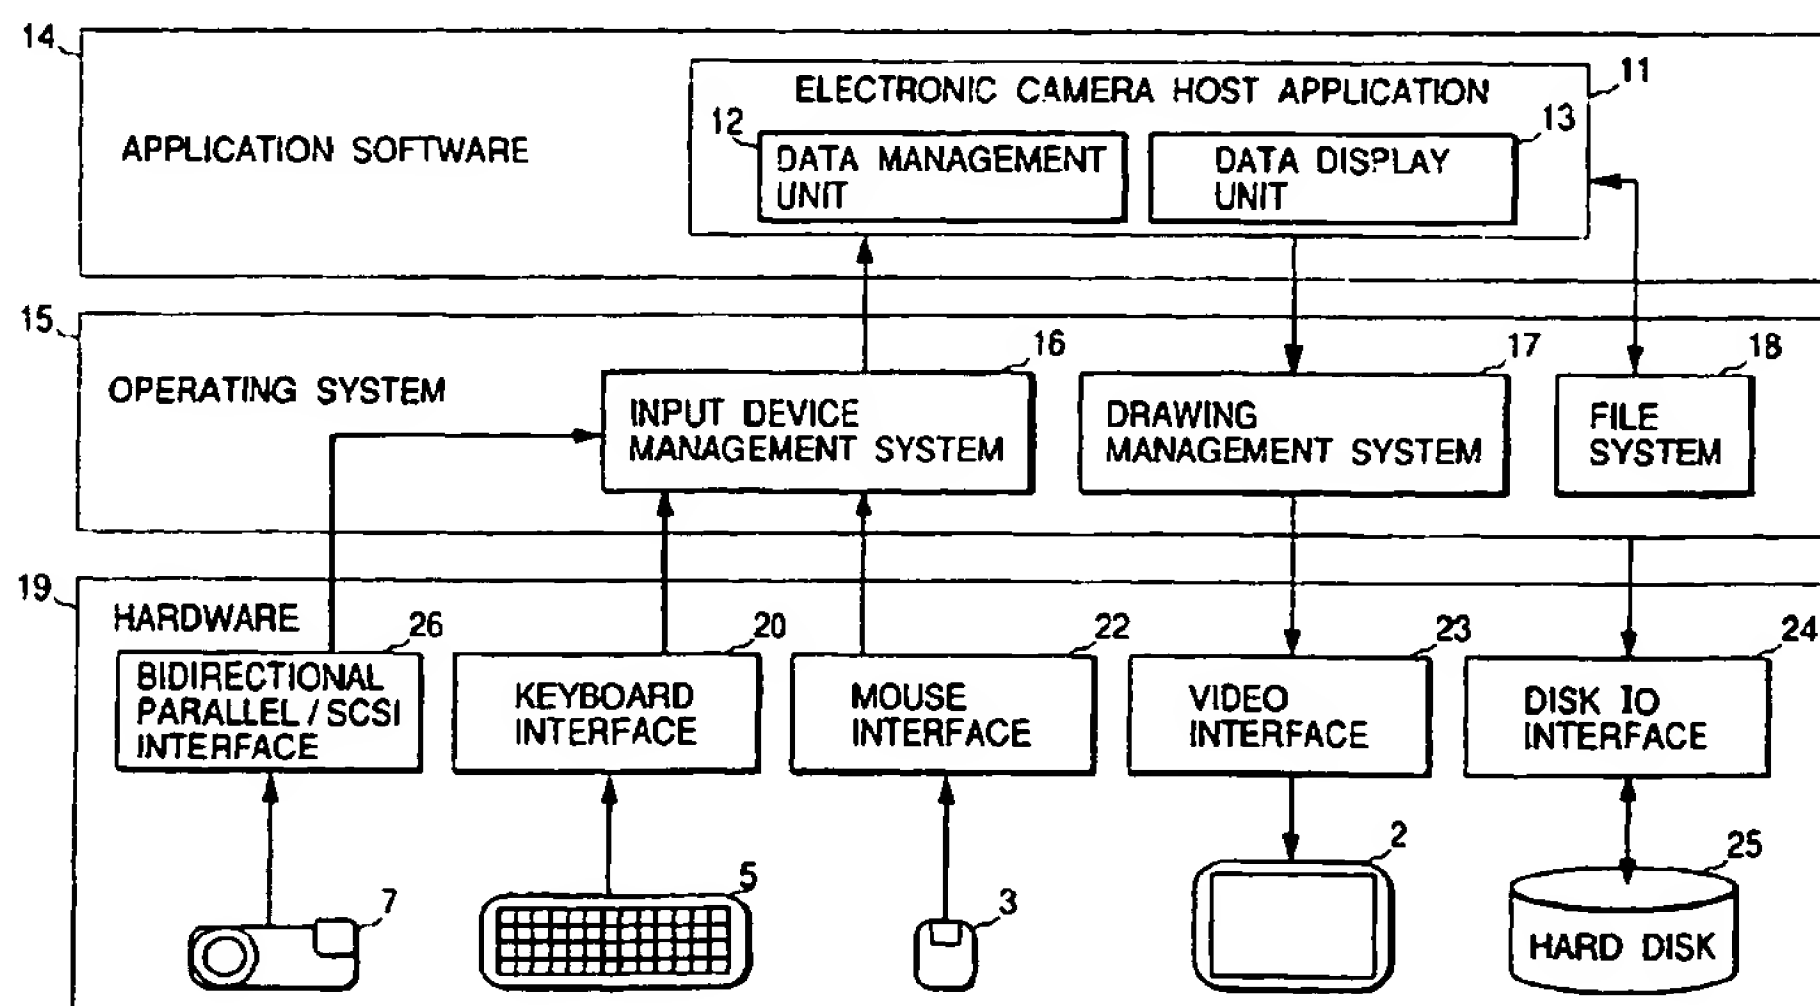 14
11
ELECTRONIC CAMERA HOST APPLICATION
12
13
APPLICATION SOFTWARE
DATA MANAGEMENT
UNIT
DATA DISPLAY
UNIT
15
16
17
18
OPERATING SYSTEM
INPUT DEVICE
MANAGEMENT SYSTEM
DRAWING
MANAGEMENT SYSTEM
FILE
SYSTEM
19
HARDWARE
26
20
22
23
24
BIDIRECTIONAL
PARALLEL / SCSI
INTERFACE
KEYBOARD
INTERFACE
MOUSE
INTERFACE
VIDEO
INTERFACE
DISK IO
INTERFACE
7
5
3
2
25
HARD DISK